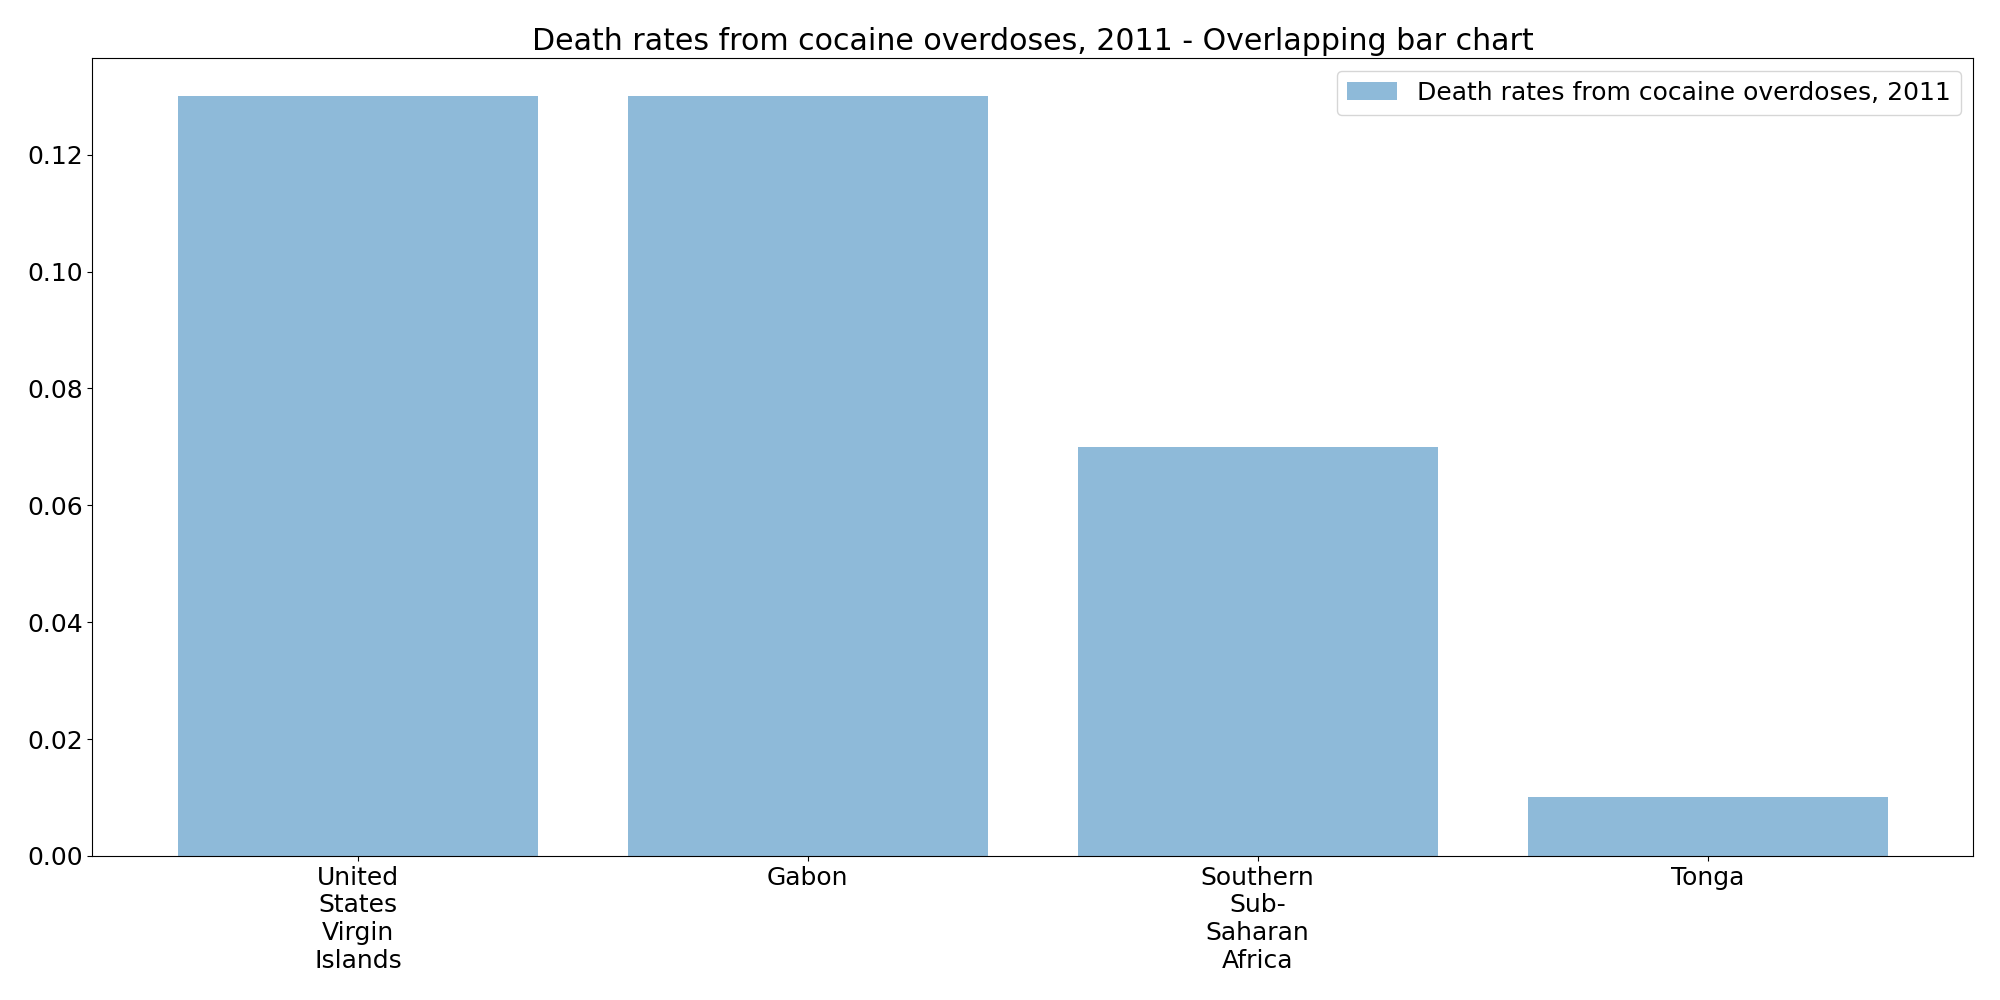 Death rates from cocaine overdoses, 2011 - Overlapping bar chart
Death rates from cocaine overdoses, 2011
0.12
0.10
0.08
0.06
0.04
0.02
0.00
United
States
Virgin
Islands
Gabon
Southern
Sub-
Saharan
Africa
Tonga